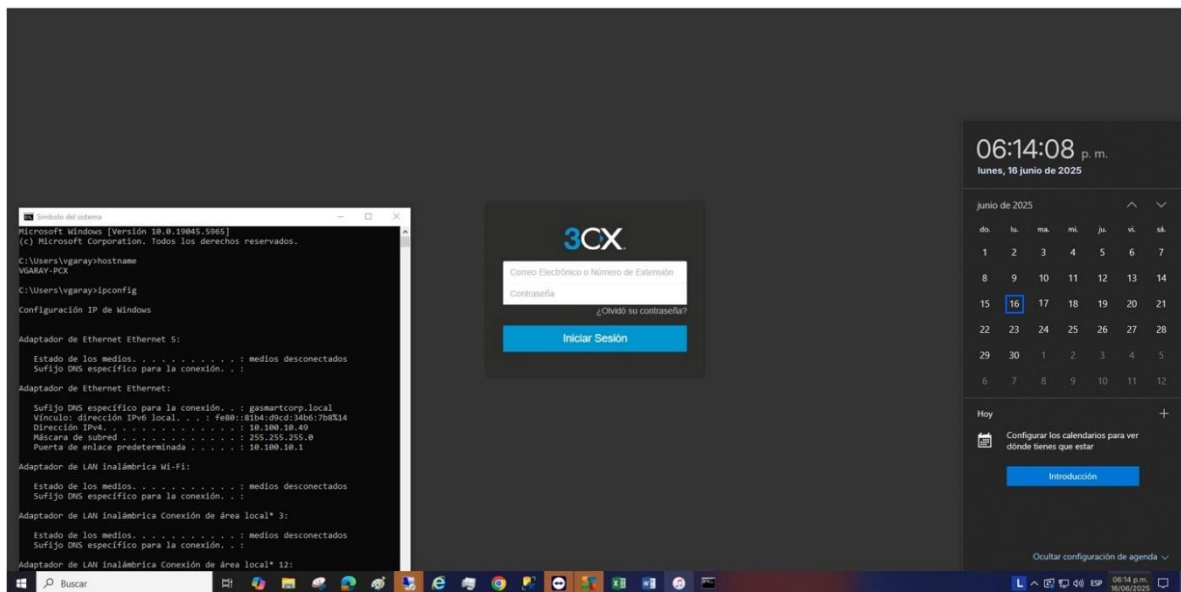 Símbolo del sistema
Microsoft Windows [Versión 10.0.19045.5965]
(c) Microsoft Corporation. Todos los derechos reservados.
C:\Users\vgaray>hostname
VGARAY-PCX
C:\Users\vgaray>ipconfig
Configuración IP de Windows
Adaptador de Ethernet Ethernet 5:
Estado de los medios. . . . . . . . . . . : medios desconectados
Sufijo DNS específico para la conexión. . :
Adaptador de Ethernet Ethernet:
Sufijo DNS específico para la conexión. . : gasmartcorp.local
Vínculo: dirección IPv6 local. . . : fe80::81b4:d9cd:34b6:7b8%14
Dirección IPv4. . . . . . . . . . . . . . : 10.100.10.49
Máscara de subred . . . . . . . . . . . . : 255.255.255.0
Puerta de enlace predeterminada . . . . . : 10.100.10.1
Adaptador de LAN inalámbrica Wi-Fi:
Estado de los medios. . . . . . . . . . . : medios desconectados
Sufijo DNS específico para la conexión. . :
Adaptador de LAN inalámbrica Conexión de área local* 3:
Estado de los medios. . . . . . . . . . . : medios desconectados
Sufijo DNS específico para la conexión. . :
Adaptador de LAN inalámbrica Conexión de área local* 12:
3CX
Correo Electrónico o Número de Extensión
Contraseña
¿Olvidó su contraseña?
Iniciar Sesión
06:14:08 p. m.
lunes, 16 junio de 2025
junio de 2025
do. lu. ma. mi. ju. vi. sá.
1 2 3 4 5 6 7
8 9 10 11 12 13 14
15 16 17 18 19 20 21
22 23 24 25 26 27 28
29 30 1 2 3 4 5
6 7 8 9 10 11 12
Hoy
Configurar los calendarios para ver
dónde tienes que estar
Introducción
Ocultar configuración de agenda
Buscar
L ESP
06:14 p.m.
16/06/2025